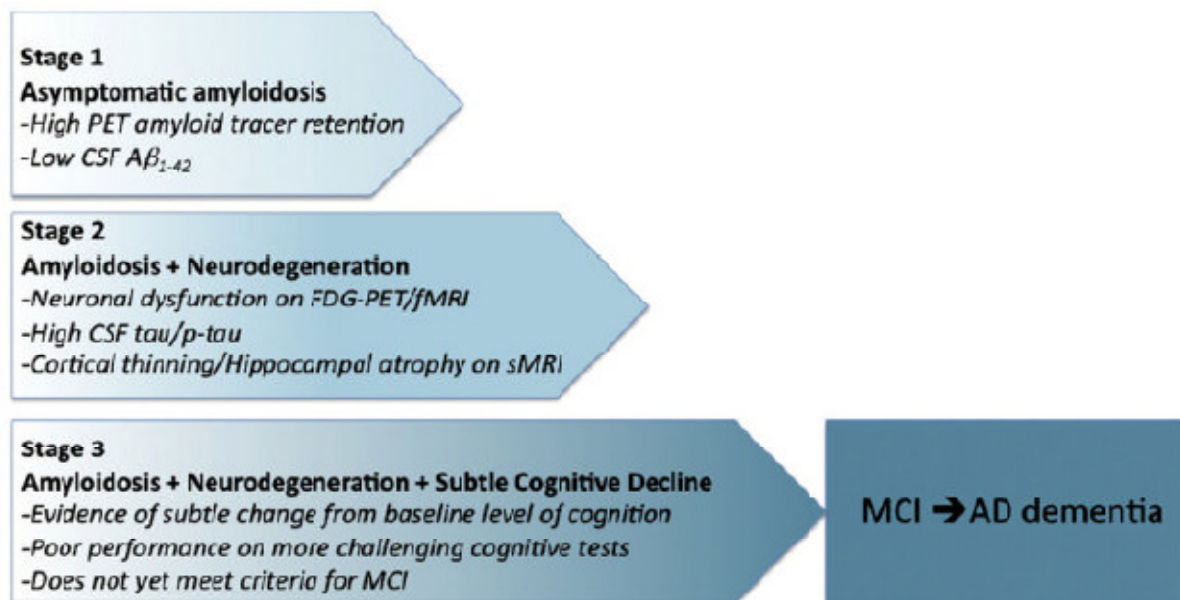 Stage 1
Asymptomatic amyloidosis
-High PET amyloid tracer retention
-Low CSF Aβ1-42
Stage 2
Amyloidosis + Neurodegeneration
-Neuronal dysfunction on FDG-PET/fMRI
-High CSF tau/p-tau
-Cortical thinning/Hippocampal atrophy on sMRI
Stage 3
Amyloidosis + Neurodegeneration + Subtle Cognitive Decline
-Evidence of subtle change from baseline level of cognition
-Poor performance on more challenging cognitive tests
-Does not yet meet criteria for MCI
MCI ➔ AD dementia